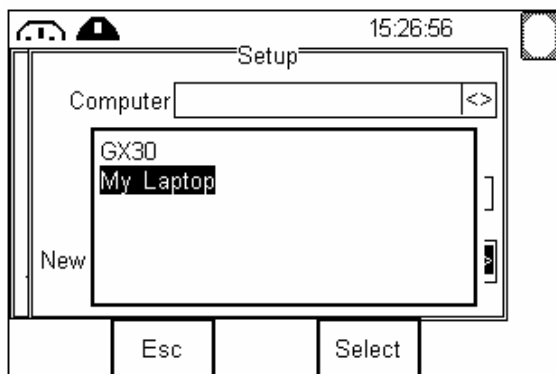 15:26:56
Setup
Computer <>
GX30
My Laptop
New >
Esc Select